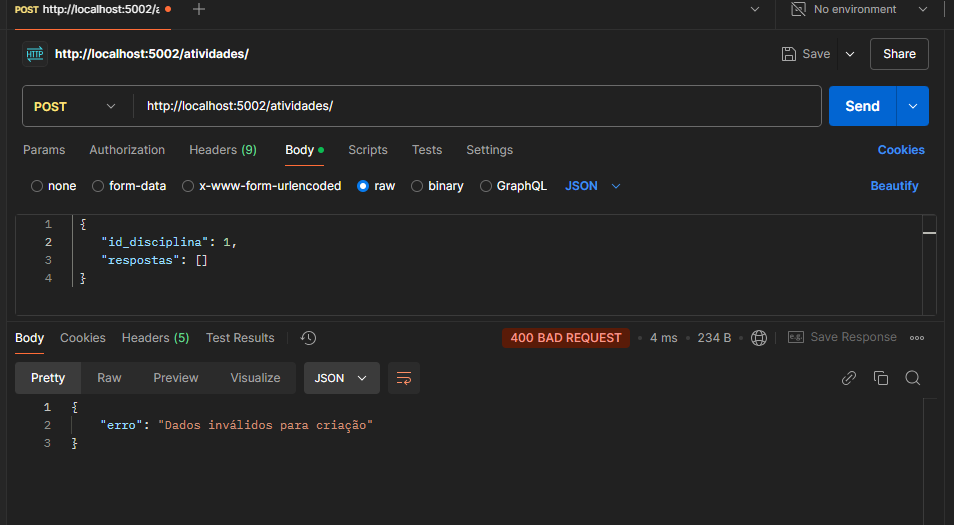 POST http://localhost:5002/a
No environment
HTTP http://localhost:5002/atividades/
Save
Share
POST
http://localhost:5002/atividades/
Send
Params Authorization Headers (9) Body Scripts Tests Settings Cookies
none form-data x-www-form-urlencoded raw binary GraphQL JSON Beautify
1 {
2 "id_disciplina": 1,
3 "respostas": []
4 }
Body Cookies Headers (5) Test Results 400 BAD REQUEST 4 ms 234 B e.g. Save Response
Pretty Raw Preview Visualize JSON
1 {
2 "erro": "Dados inválidos para criação"
3 }